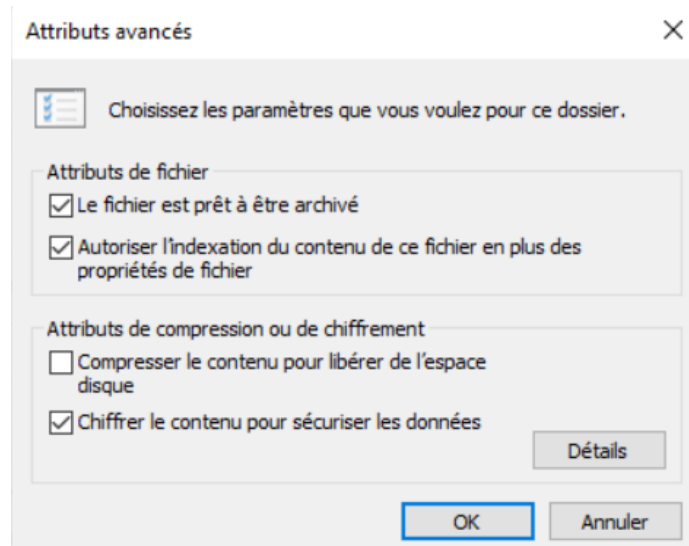 Attributs avancés
Choisissez les paramètres que vous voulez pour ce dossier.
Attributs de fichier
Le fichier est prêt à être archivé
Autoriser l'indexation du contenu de ce fichier en plus des
propriétés de fichier
Attributs de compression ou de chiffrement
Compresser le contenu pour libérer de l'espace
disque
Chiffrer le contenu pour sécuriser les données
Détails
OK
Annuler